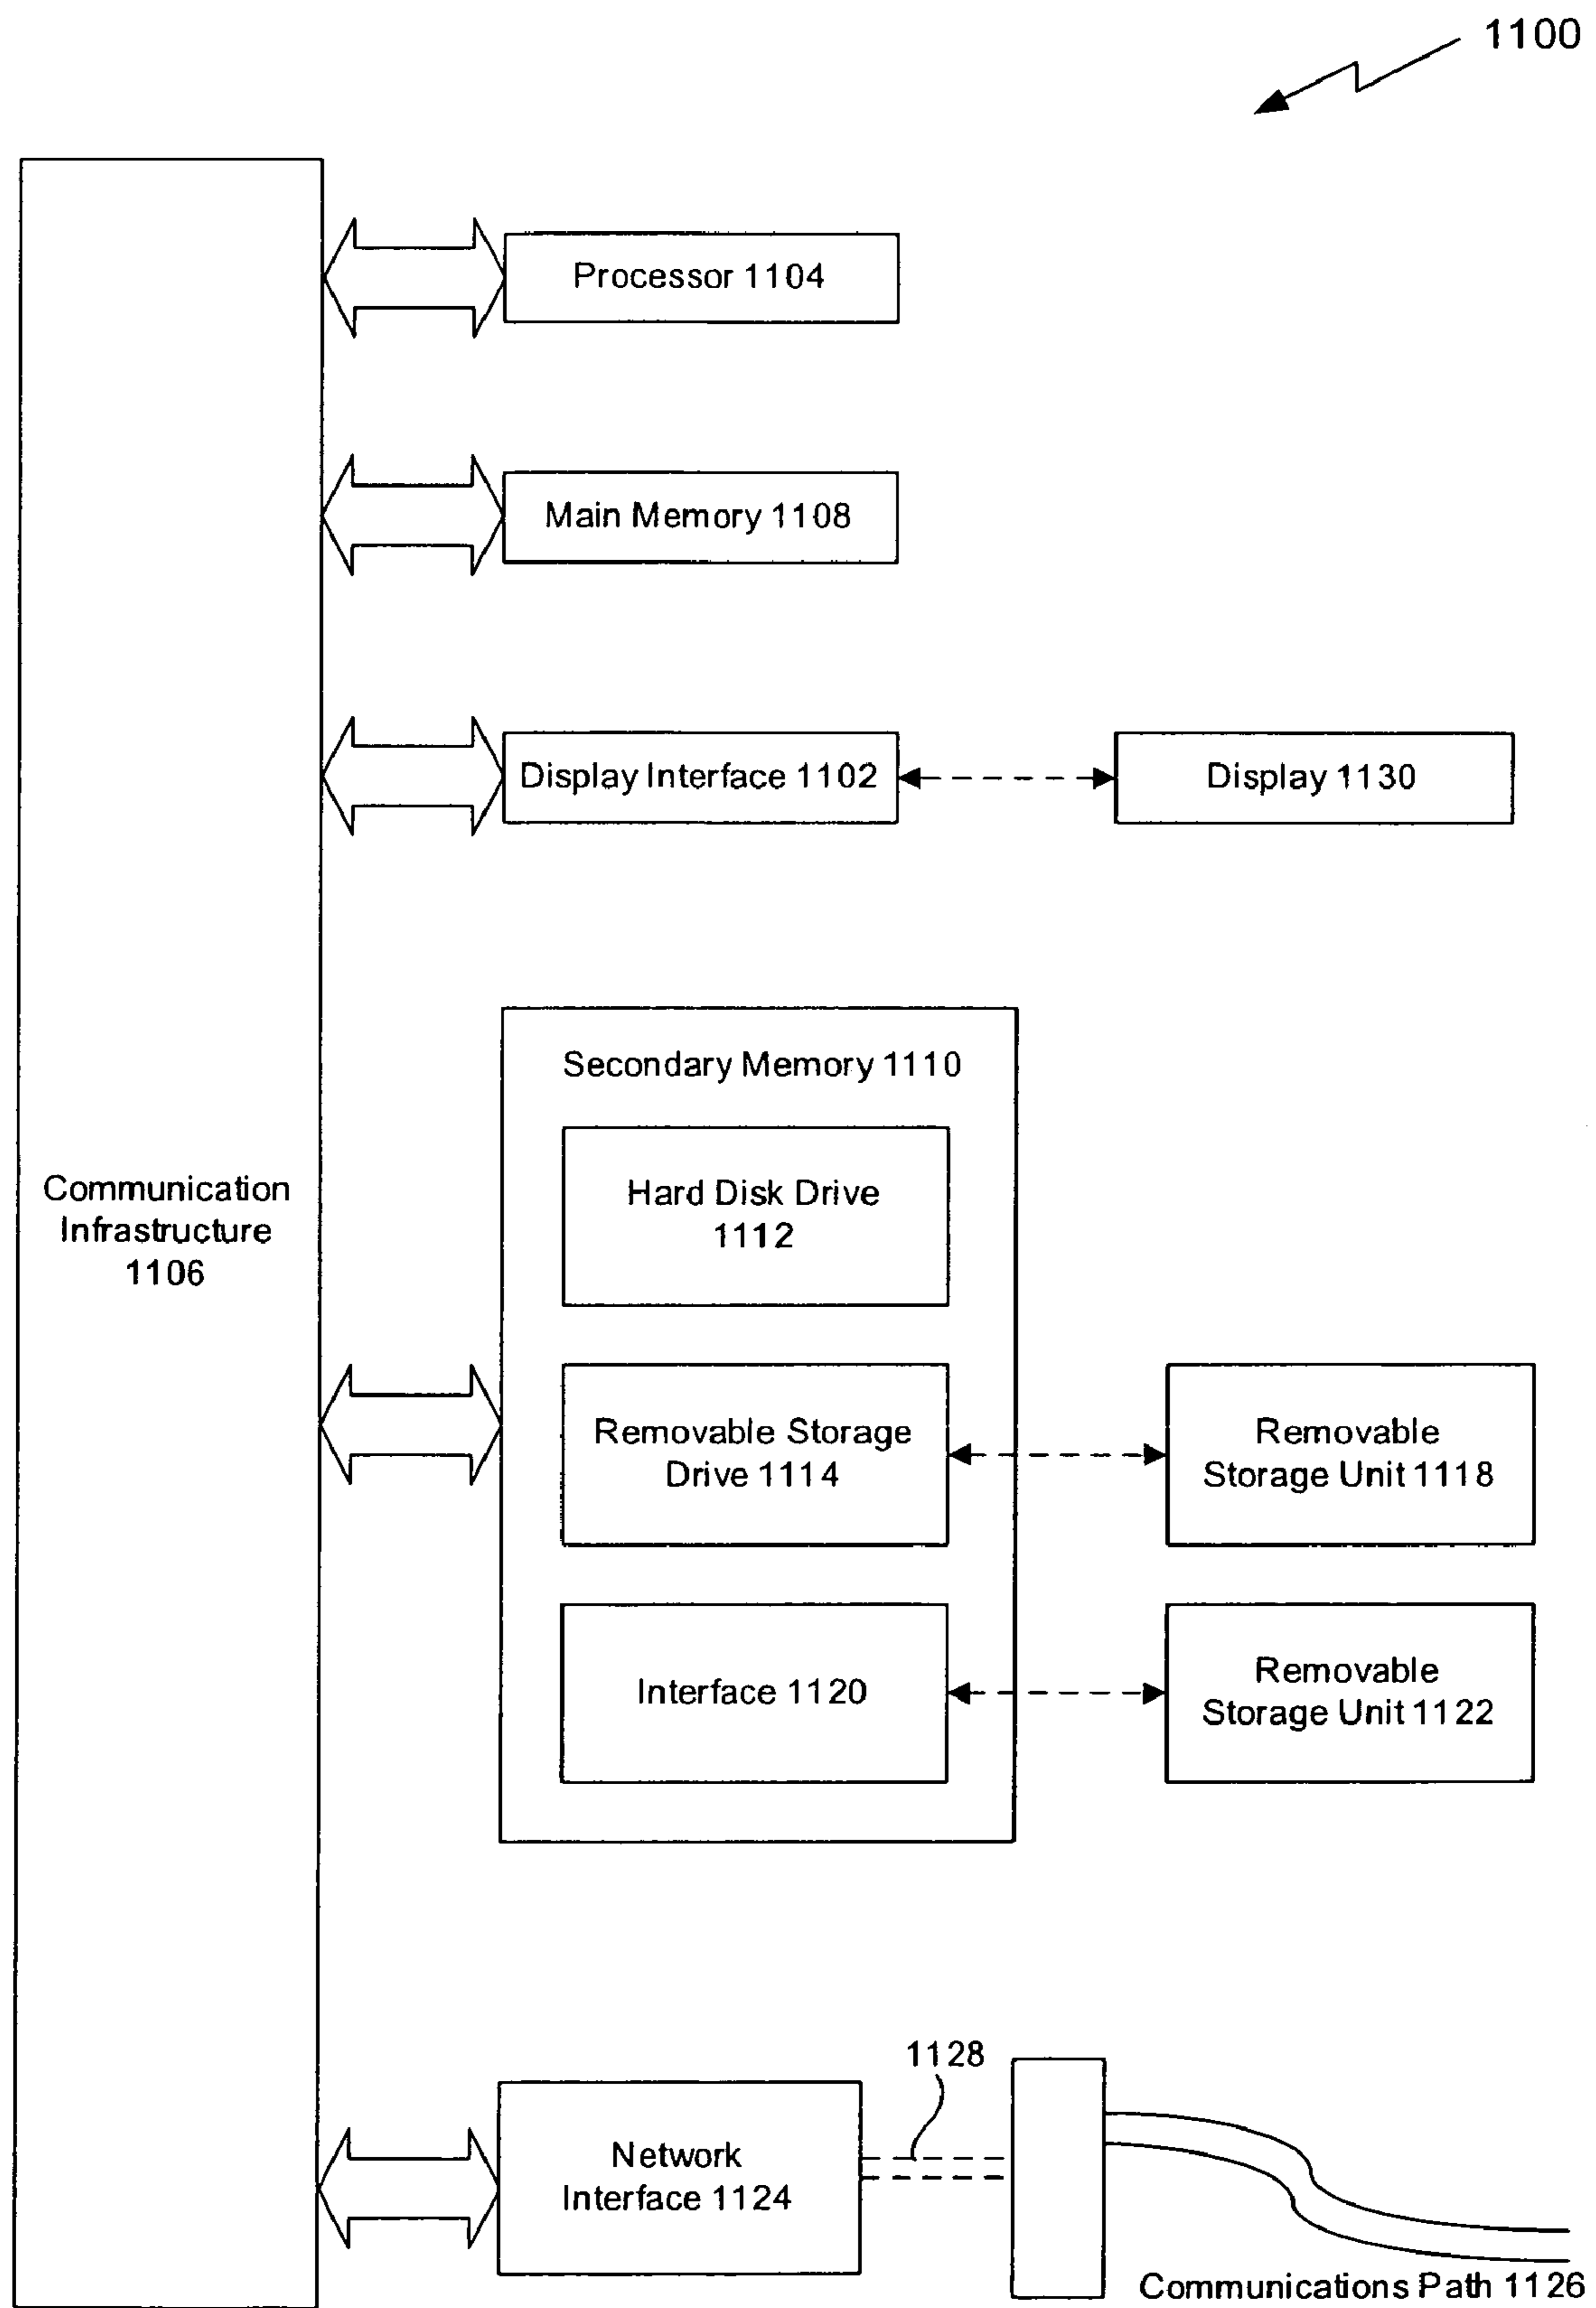 1100
Processor 1104
Main Memory 1108
Display Interface 1102
Display 1130
Secondary Memory 1110
Hard Disk Drive
1112
Communication
Infrastructure
1106
Removable Storage
Drive 1114
Removable
Storage Unit 1118
Interface 1120
Removable
Storage Unit 1122
1128
Network
Interface 1124
Communications Path 1126